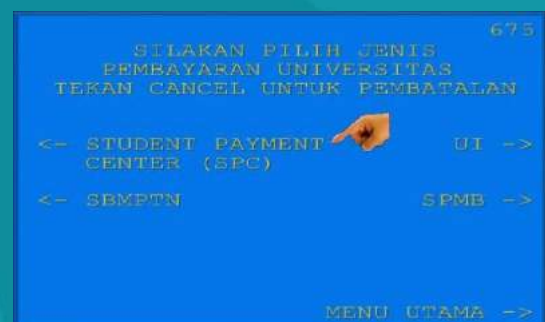 675
SILAKAN PILIH JENIS
PEMBAYARAN UNIVERSITAS
TEKAN CANCEL UNTUK PEMBATALAN
<- STUDENT PAYMENT UI ->
CENTER (SPC)
<- SBMPTN SPMB ->
MENU UTAMA ->